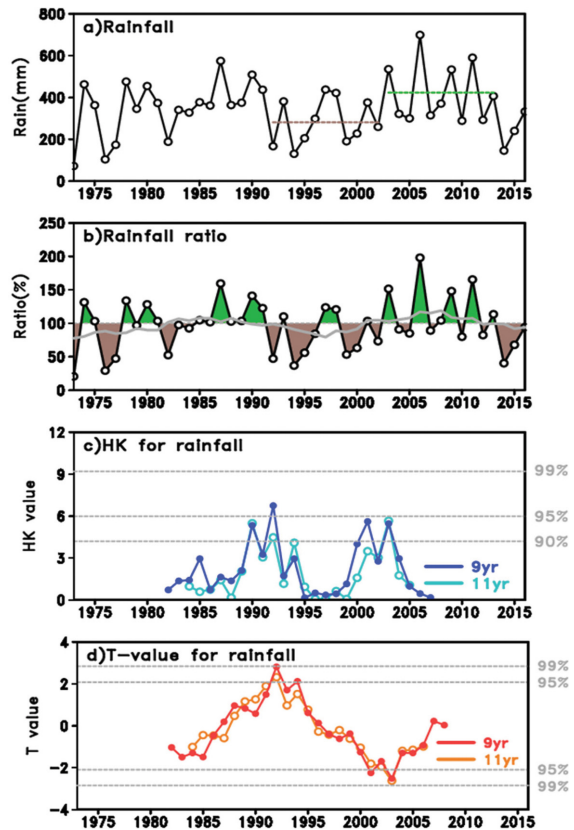 a)Rainfall
Rain(mm)
800
600
400
200
0
1975 1980 1985 1990 1995 2000 2005 2010 2015
b)Rainfall ratio
Ratio(%)
250
200
150
100
50
0
1975 1980 1985 1990 1995 2000 2005 2010 2015
c)HK for rainfall
HK value
12
9
6
3
0
99%
95%
90%
9yr
11yr
1975 1980 1985 1990 1995 2000 2005 2010 2015
d)T-value for rainfall
T value
4
2
0
-2
-4
99%
95%
9yr
11yr
95%
99%
1975 1980 1985 1990 1995 2000 2005 2010 2015